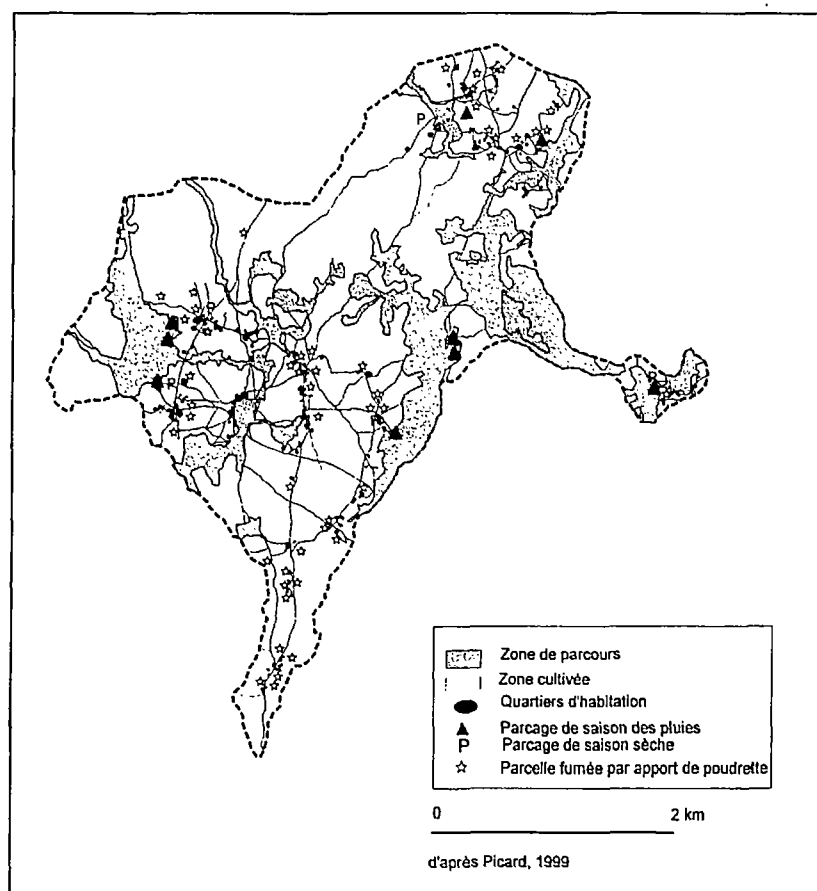 P
P
Zone de parcours
Zone cultivée
Quartiers d'habitation
Parcage de saison des pluies
P Parcage de saison sèche
Parcelle fumée par apport de poudrette
0 2 km
d'après Picard, 1999